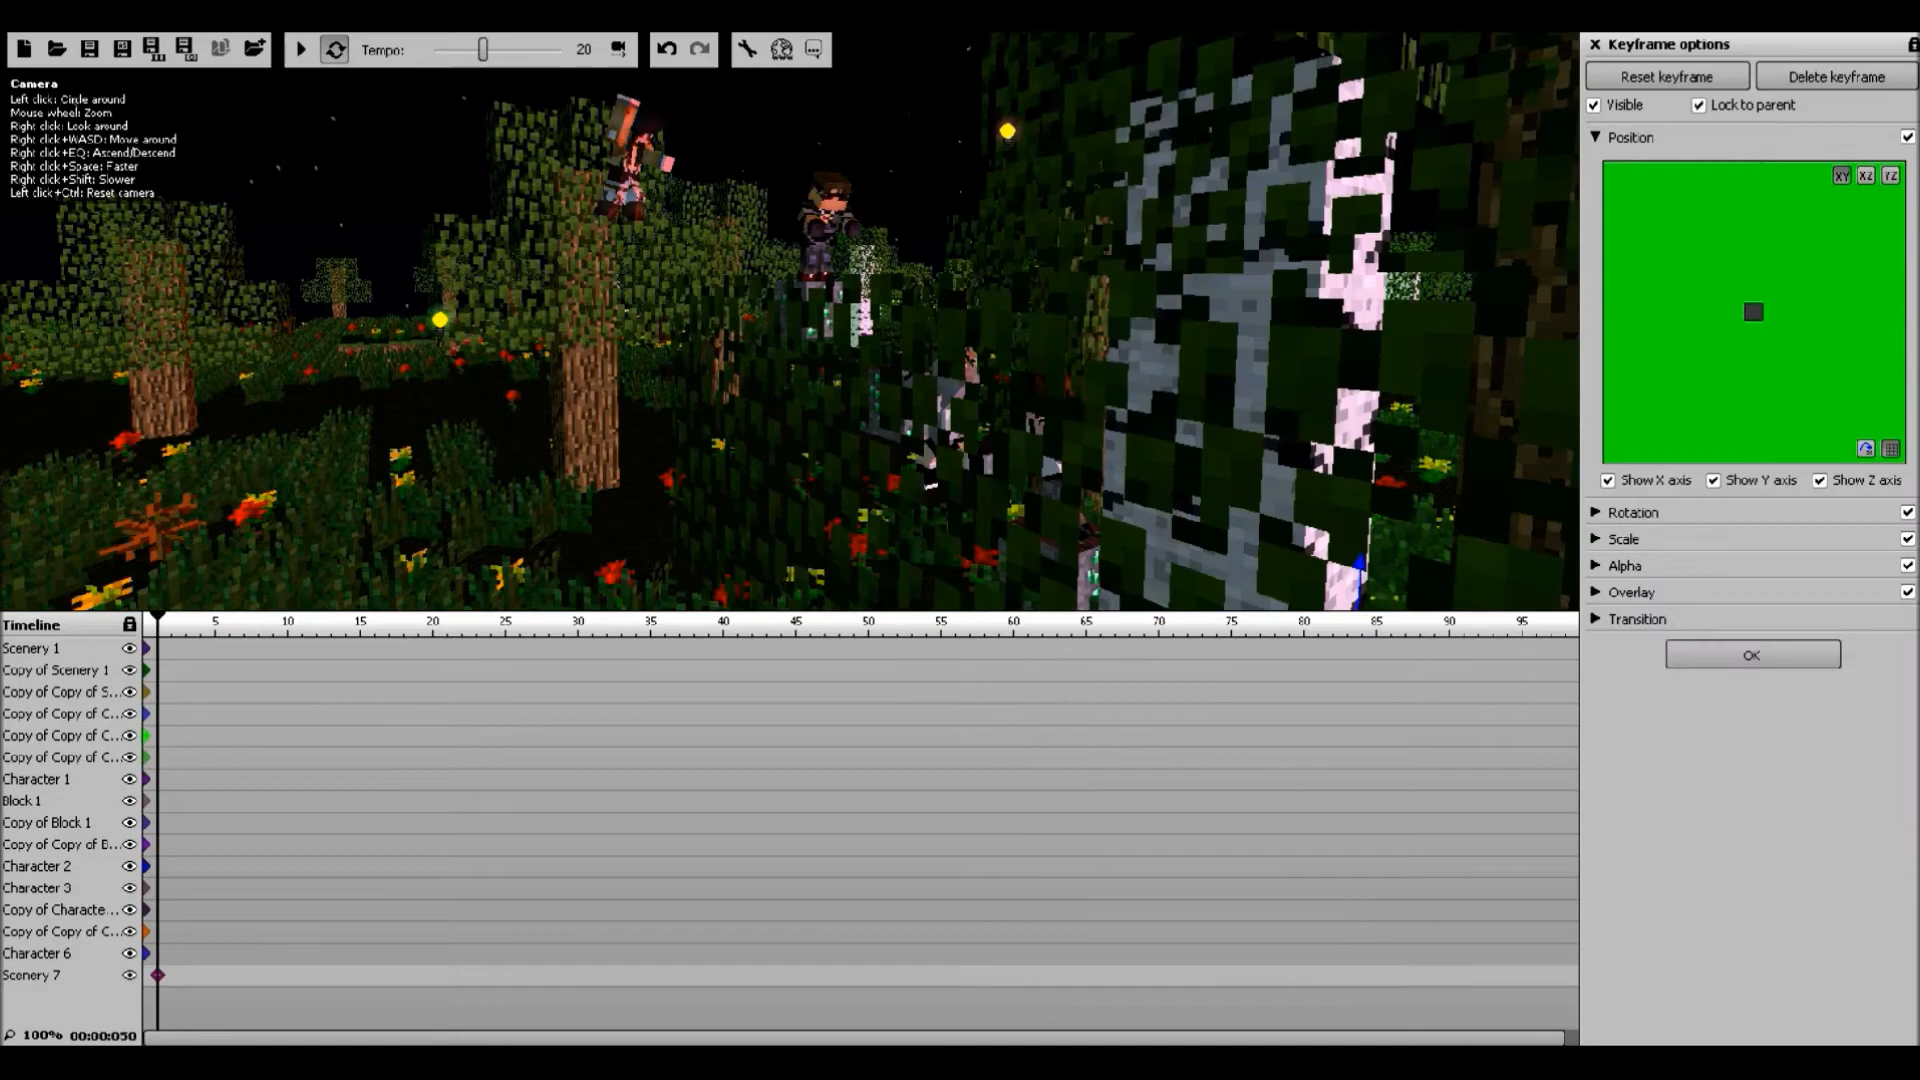 Tempo: 20
Camera
Left click: Circle around
Mouse wheel: Zoom
Right click: Look around
Right click+WASD: Move around
Right click+EQ: Ascend/Descend
Right click+Space: Faster
Right click+Shift: Slower
Left click+Ctrl: Reset camera
Keyframe options
Reset keyframe Delete keyframe
Visible Lock to parent
Position
XY XZ YZ
Show X axis Show Y axis Show Z axis
Rotation
Scale
Alpha
Overlay
Transition
OK
Timeline 5 10 15 20 25 30 35 40 45 50 55 60 65 70 75 80 85 90 95
Scenery 1
Copy of Scenery 1
Copy of Copy of S...
Copy of Copy of C...
Copy of Copy of C...
Copy of Copy of C...
Character 1
Block 1
Copy of Block 1
Copy of Copy of B...
Character 2
Character 3
Copy of Characte...
Copy of Copy of C...
Character 6
Scenery 7
100% 00:00:050